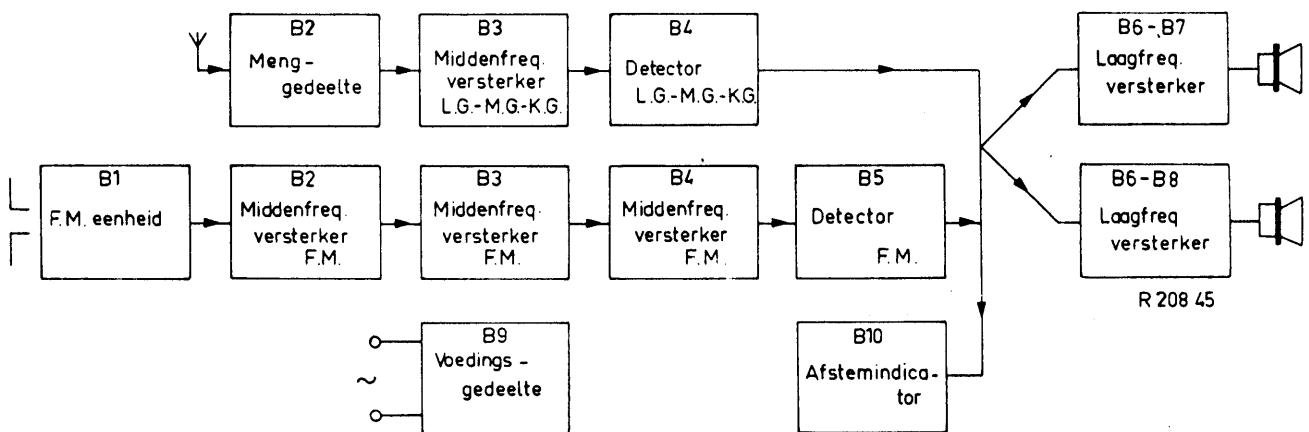 B2
Meng-
gedeelte
B3
Middenfreq.
versterker
L.G.-M.G.-K.G.
B4
Detector
L.G.-M.G.-K.G.
B6-B7
Laagfreq.
versterker
B1
F.M. eenheid
B2
Middenfreq.
versterker
F.M.
B3
Middenfreq.
versterker
F.M.
B4
Middenfreq.
versterker
F.M.
B5
Detector
F.M.
B6-B8
Laagfreq
versterker
R 208 45
~
B9
Voedings-
gedeelte
B10
Afstemindica-
tor